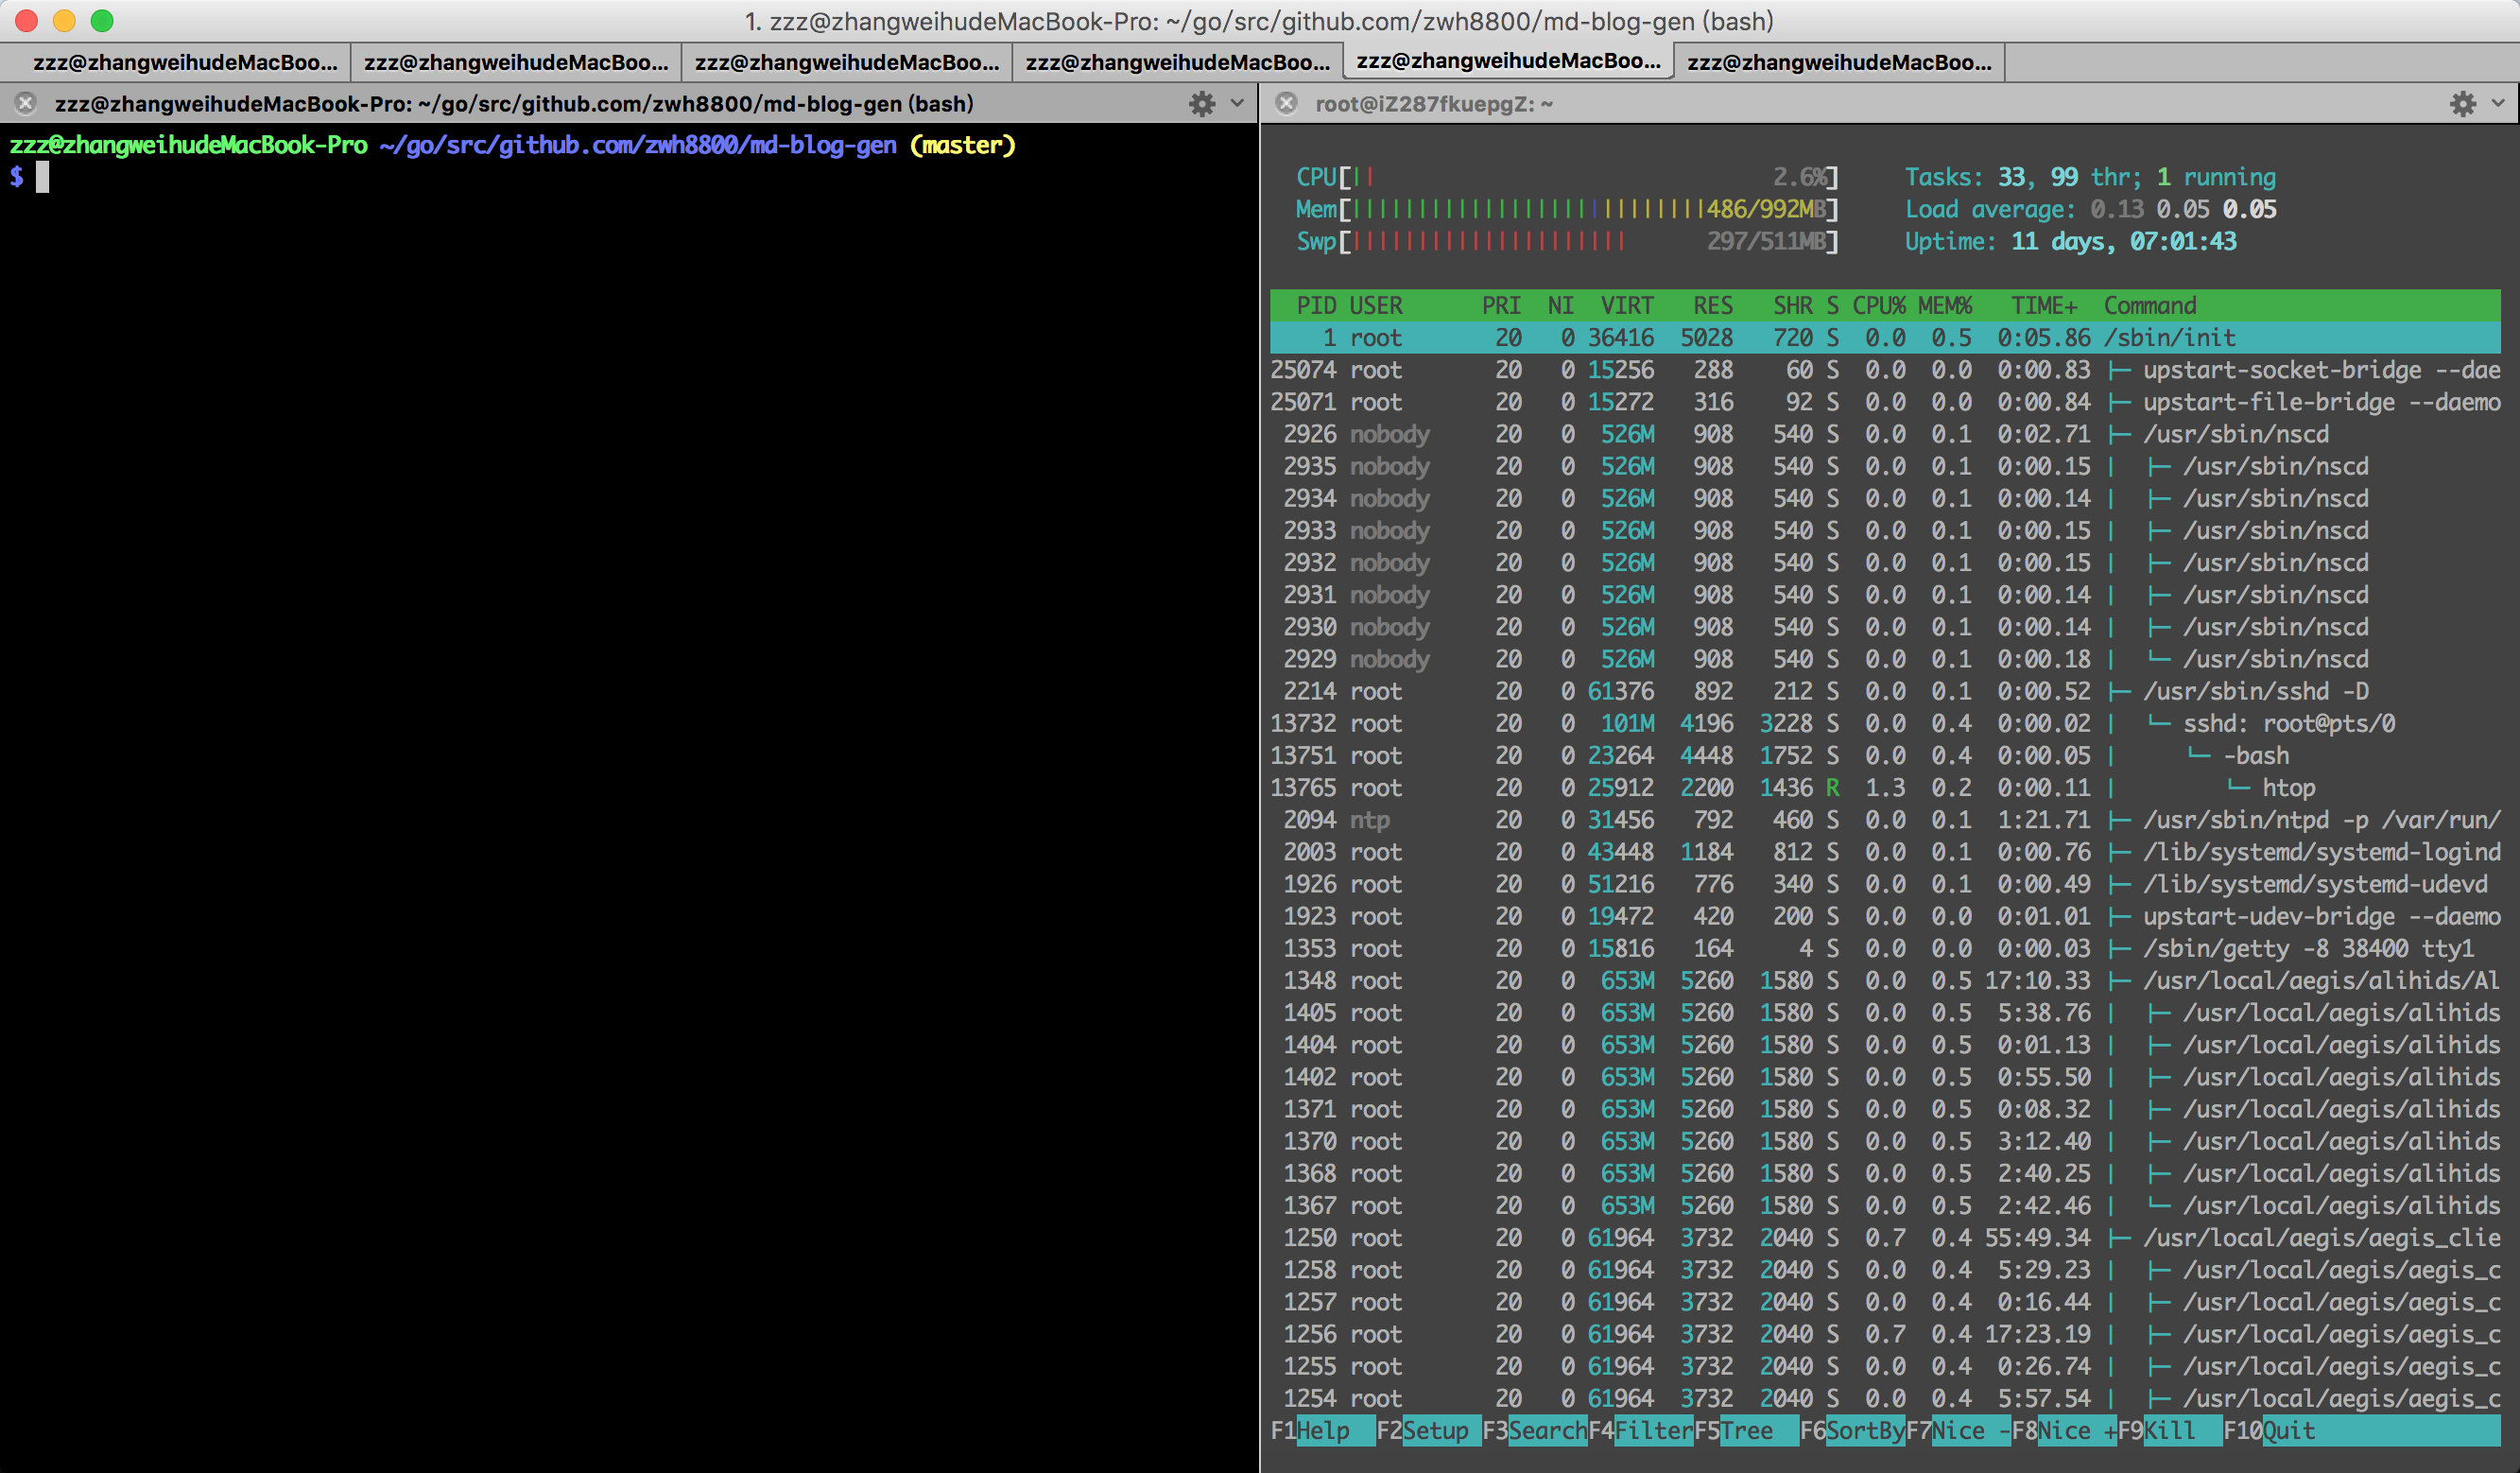 1. zzz@zhangweihudeMacBook-Pro: ~/go/src/github.com/zwh8800/md-blog-gen (bash)
zzz@zhangweihudeMacBoo... zzz@zhangweihudeMacBoo... zzz@zhangweihudeMacBoo... zzz@zhangweihudeMacBoo... zzz@zhangweihudeMacBoo... zzz@zhangweihudeMacBoo...
zzz@zhangweihudeMacBook-Pro: ~/go/src/github.com/zwh8800/md-blog-gen (bash)
zzz@zhangweihudeMacBook-Pro ~/go/src/github.com/zwh8800/md-blog-gen (master)
$
root@iZ287fkuepgZ: ~
CPU[|| 2.6%] Tasks: 33, 99 thr; 1 running
Mem[|||||||||||||||||||||||||||486/992MB] Load average: 0.13 0.05 0.05
Swp[||||||||||||||||||||| 297/511MB] Uptime: 11 days, 07:01:43
PID USER PRI NI VIRT RES SHR S CPU% MEM% TIME+ Command
1 root 20 0 36416 5028 720 S 0.0 0.5 0:05.86 /sbin/init
25074 root 20 0 15256 288 60 S 0.0 0.0 0:00.83 ├─ upstart-socket-bridge --dae
25071 root 20 0 15272 316 92 S 0.0 0.0 0:00.84 ├─ upstart-file-bridge --daemo
2926 nobody 20 0 526M 908 540 S 0.0 0.1 0:02.71 ├─ /usr/sbin/nscd
2935 nobody 20 0 526M 908 540 S 0.0 0.1 0:00.15 | ├─ /usr/sbin/nscd
2934 nobody 20 0 526M 908 540 S 0.0 0.1 0:00.14 | ├─ /usr/sbin/nscd
2933 nobody 20 0 526M 908 540 S 0.0 0.1 0:00.15 | ├─ /usr/sbin/nscd
2932 nobody 20 0 526M 908 540 S 0.0 0.1 0:00.15 | ├─ /usr/sbin/nscd
2931 nobody 20 0 526M 908 540 S 0.0 0.1 0:00.14 | ├─ /usr/sbin/nscd
2930 nobody 20 0 526M 908 540 S 0.0 0.1 0:00.14 | ├─ /usr/sbin/nscd
2929 nobody 20 0 526M 908 540 S 0.0 0.1 0:00.18 | └─ /usr/sbin/nscd
2214 root 20 0 61376 892 212 S 0.0 0.1 0:00.52 ├─ /usr/sbin/sshd -D
13732 root 20 0 101M 4196 3228 S 0.0 0.4 0:00.02 | └─ sshd: root@pts/0
13751 root 20 0 23264 4448 1752 S 0.0 0.4 0:00.05 | └─ -bash
13765 root 20 0 25912 2200 1436 R 1.3 0.2 0:00.11 | └─ htop
2094 ntp 20 0 31456 792 460 S 0.0 0.1 1:21.71 ├─ /usr/sbin/ntpd -p /var/run/
2003 root 20 0 43448 1184 812 S 0.0 0.1 0:00.76 ├─ /lib/systemd/systemd-logind
1926 root 20 0 51216 776 340 S 0.0 0.1 0:00.49 ├─ /lib/systemd/systemd-udevd
1923 root 20 0 19472 420 200 S 0.0 0.0 0:01.01 ├─ upstart-udev-bridge --daemo
1353 root 20 0 15816 164 4 S 0.0 0.0 0:00.03 ├─ /sbin/getty -8 38400 tty1
1348 root 20 0 653M 5260 1580 S 0.0 0.5 17:10.33 ├─ /usr/local/aegis/alihids/Al
1405 root 20 0 653M 5260 1580 S 0.0 0.5 5:38.76 | ├─ /usr/local/aegis/alihids
1404 root 20 0 653M 5260 1580 S 0.0 0.5 0:01.13 | ├─ /usr/local/aegis/alihids
1402 root 20 0 653M 5260 1580 S 0.0 0.5 0:55.50 | ├─ /usr/local/aegis/alihids
1371 root 20 0 653M 5260 1580 S 0.0 0.5 0:08.32 | ├─ /usr/local/aegis/alihids
1370 root 20 0 653M 5260 1580 S 0.0 0.5 3:12.40 | ├─ /usr/local/aegis/alihids
1368 root 20 0 653M 5260 1580 S 0.0 0.5 2:40.25 | ├─ /usr/local/aegis/alihids
1367 root 20 0 653M 5260 1580 S 0.0 0.5 2:42.46 | └─ /usr/local/aegis/alihids
1250 root 20 0 61964 3732 2040 S 0.7 0.4 55:49.34 ├─ /usr/local/aegis/aegis_clie
1258 root 20 0 61964 3732 2040 S 0.0 0.4 5:29.23 | ├─ /usr/local/aegis/aegis_c
1257 root 20 0 61964 3732 2040 S 0.0 0.4 0:16.44 | ├─ /usr/local/aegis/aegis_c
1256 root 20 0 61964 3732 2040 S 0.7 0.4 17:23.19 | ├─ /usr/local/aegis/aegis_c
1255 root 20 0 61964 3732 2040 S 0.0 0.4 0:26.74 | ├─ /usr/local/aegis/aegis_c
1254 root 20 0 61964 3732 2040 S 0.0 0.4 5:57.54 | ├─ /usr/local/aegis/aegis_c
F1Help F2Setup F3SearchF4FilterF5Tree F6SortByF7Nice -F8Nice +F9Kill F10Quit